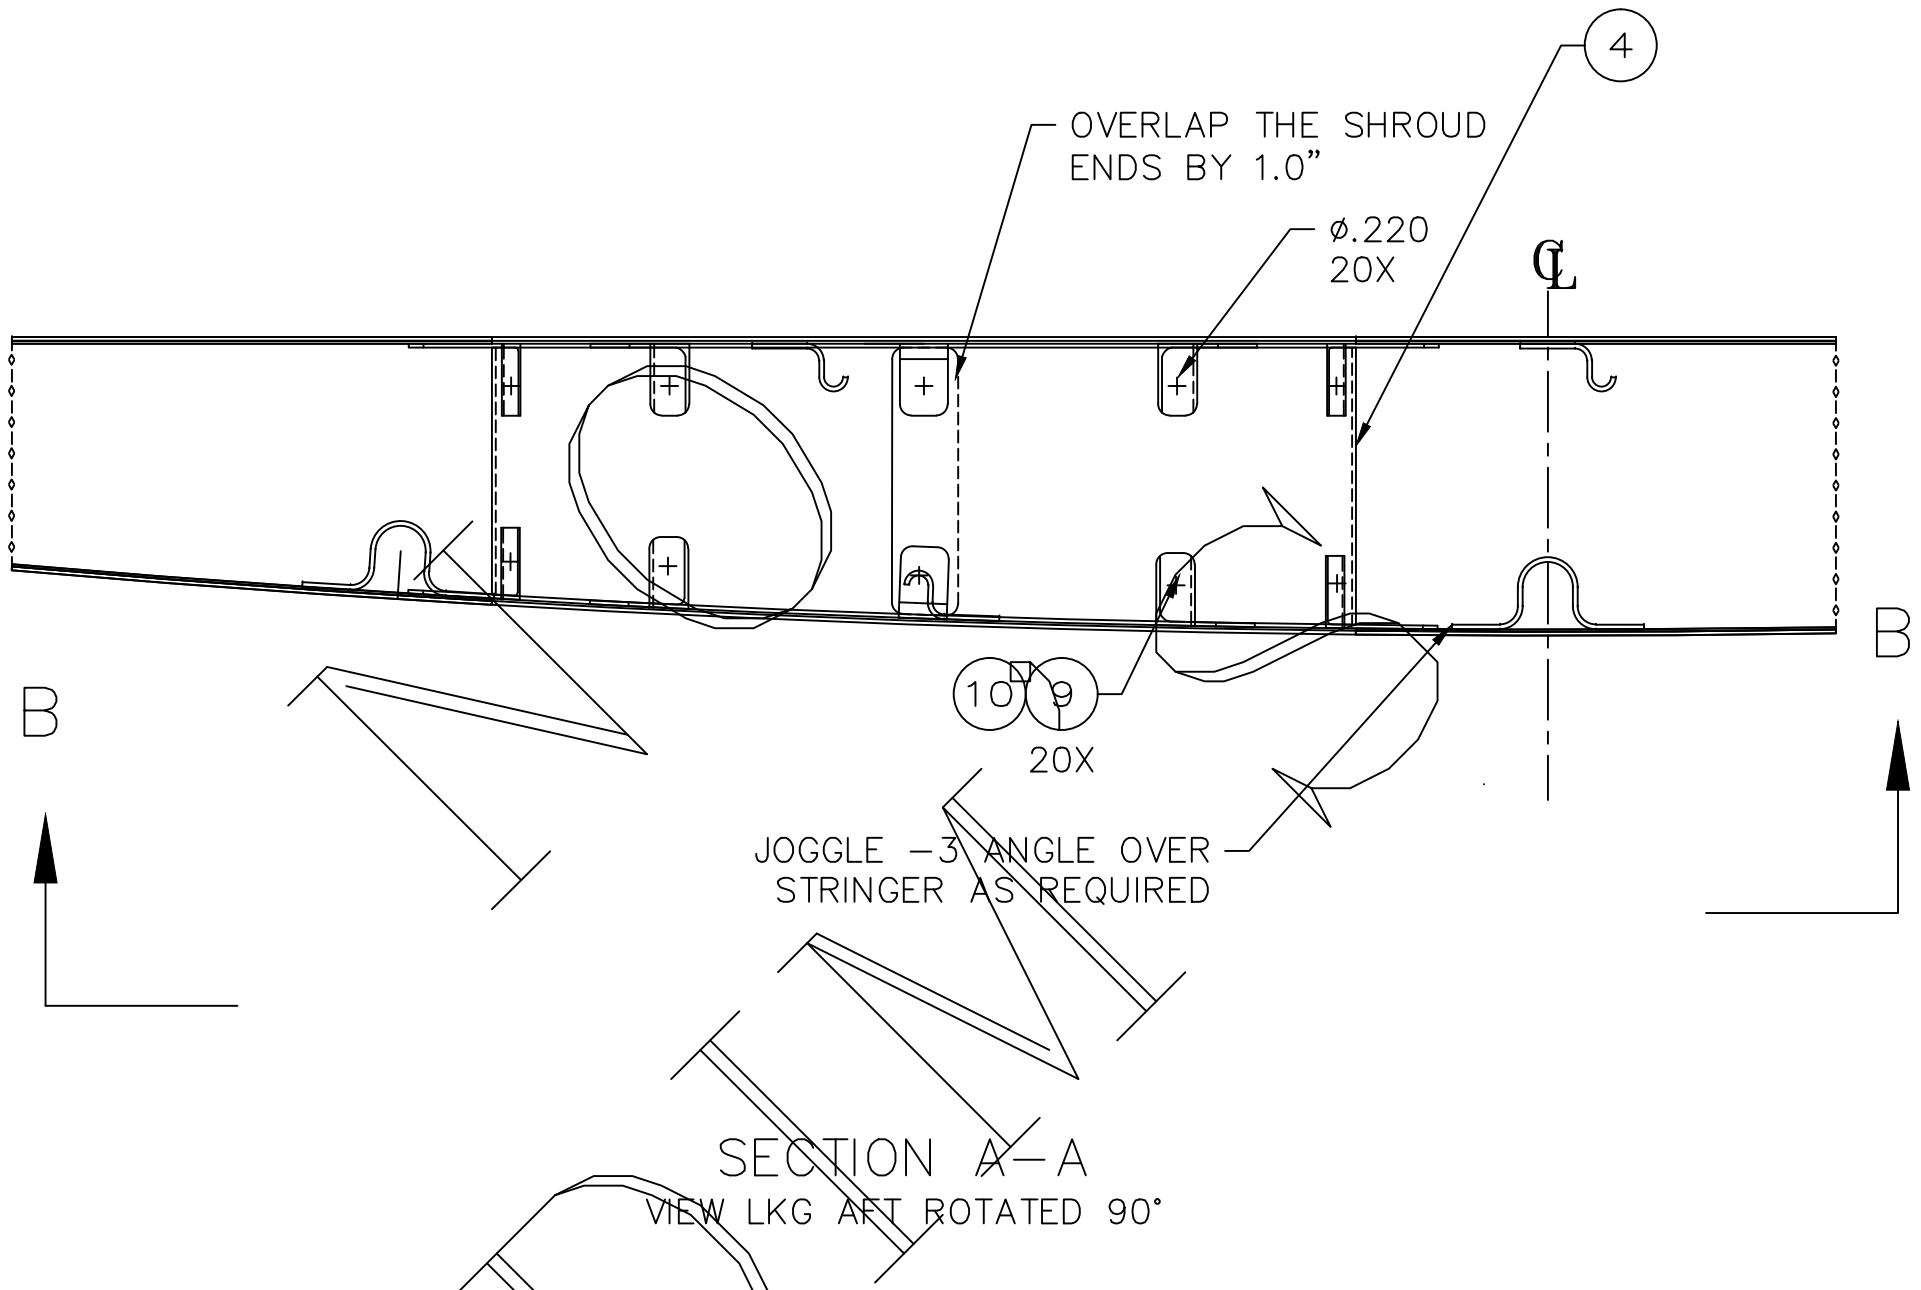 4
OVERLAP THE SHROUD
ENDS BY 1.0”
ø.220
20X
CL
B
B
10 9
20X
JOGGLE -3 ANGLE OVER
STRINGER AS REQUIRED
SECTION A-A
VIEW LKG AFT ROTATED 90°